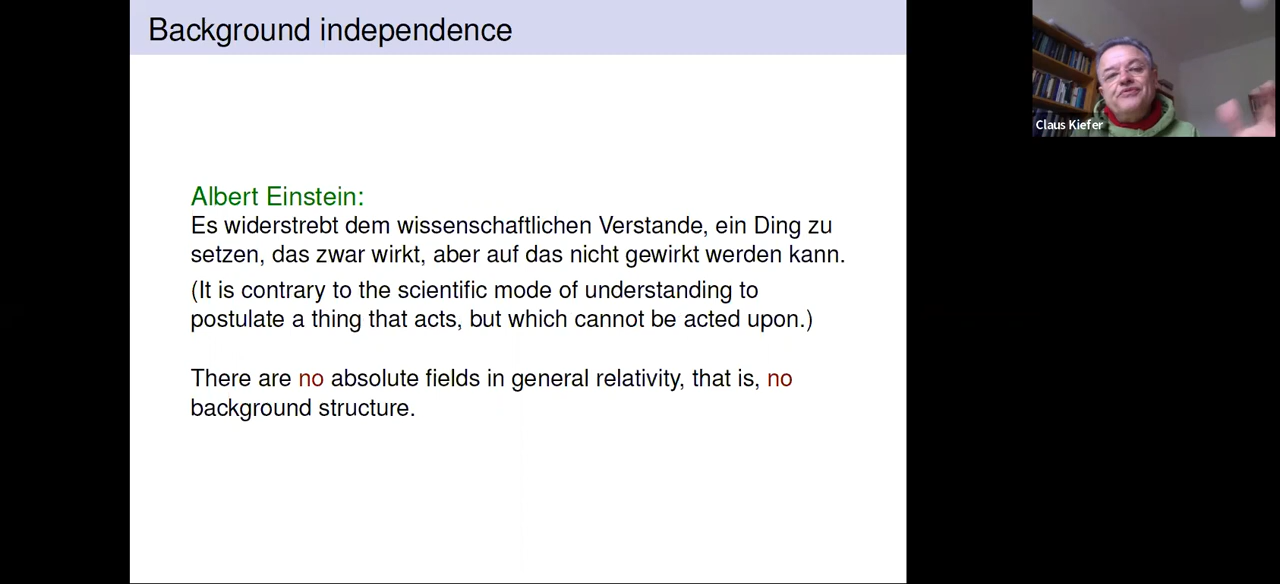 Background independence
Claus Kiefer
Albert Einstein:
Es widerstrebt dem wissenschaftlichen Verstande, ein Ding zu
setzen, das zwar wirkt, aber auf das nicht gewirkt werden kann.
(It is contrary to the scientific mode of understanding to
postulate a thing that acts, but which cannot be acted upon.)
There are no absolute fields in general relativity, that is, no
background structure.